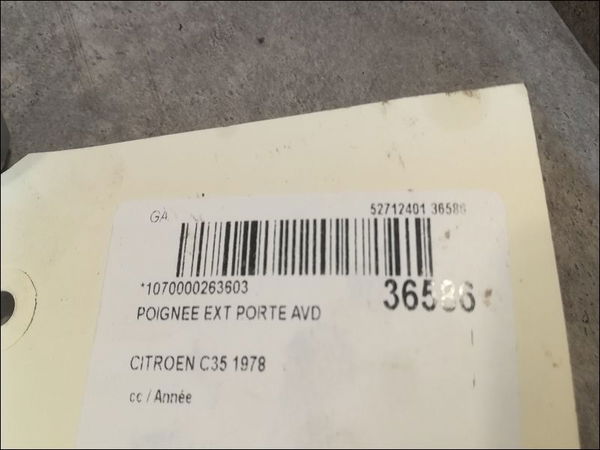 GA 52712401 36586
*1070000263603 36586
POIGNEE EXT PORTE AVD
CITROEN C35 1978
cc / Année